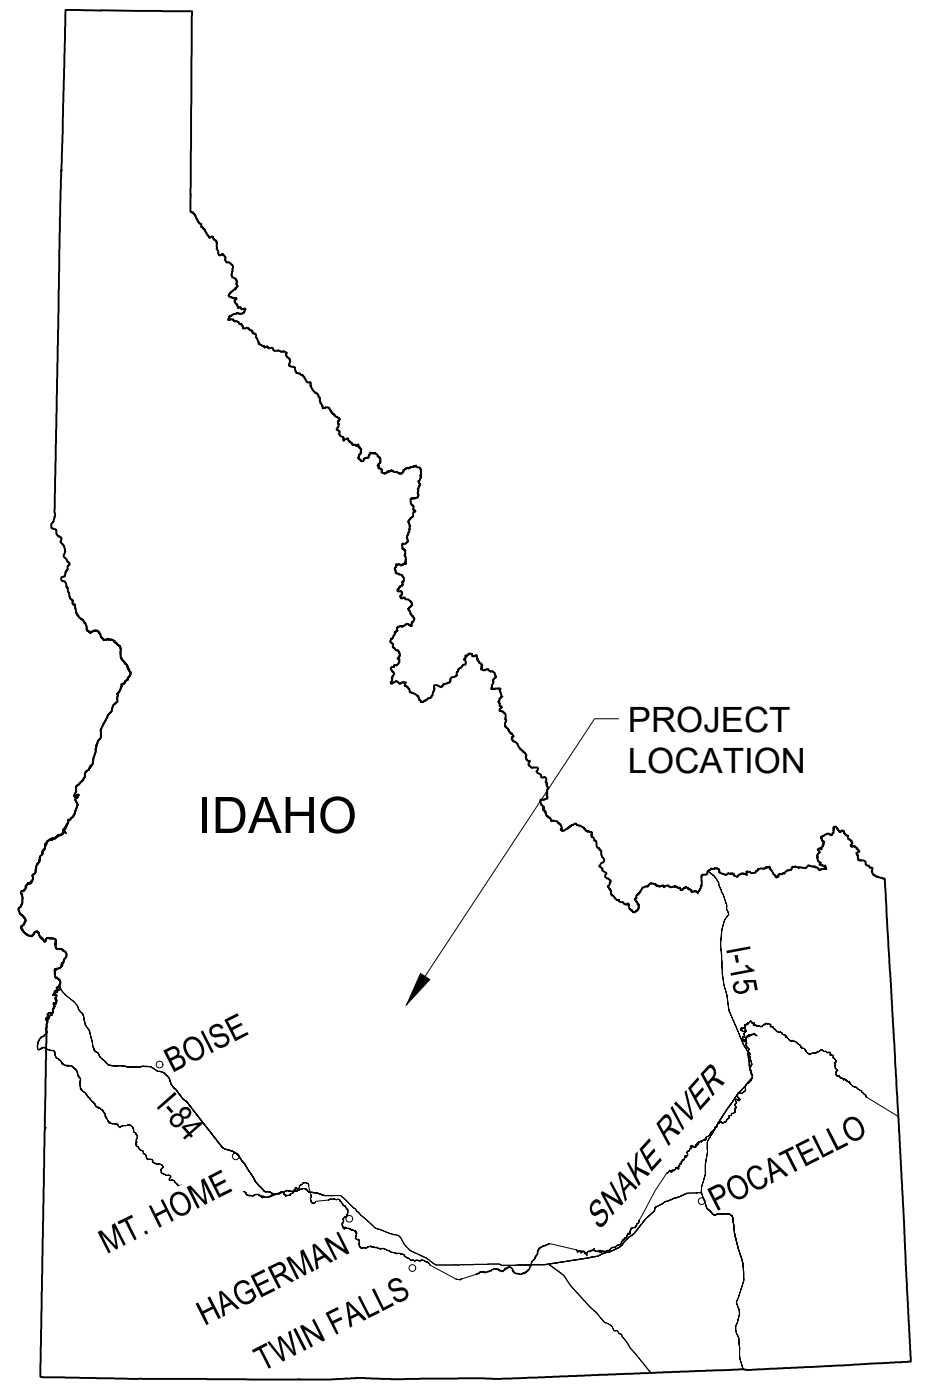 PROJECT
LOCATION
IDAHO
I-15
BOISE
I-84
SNAKE RIVER
POCATELLO
MT. HOME
HAGERMAN
TWIN FALLS